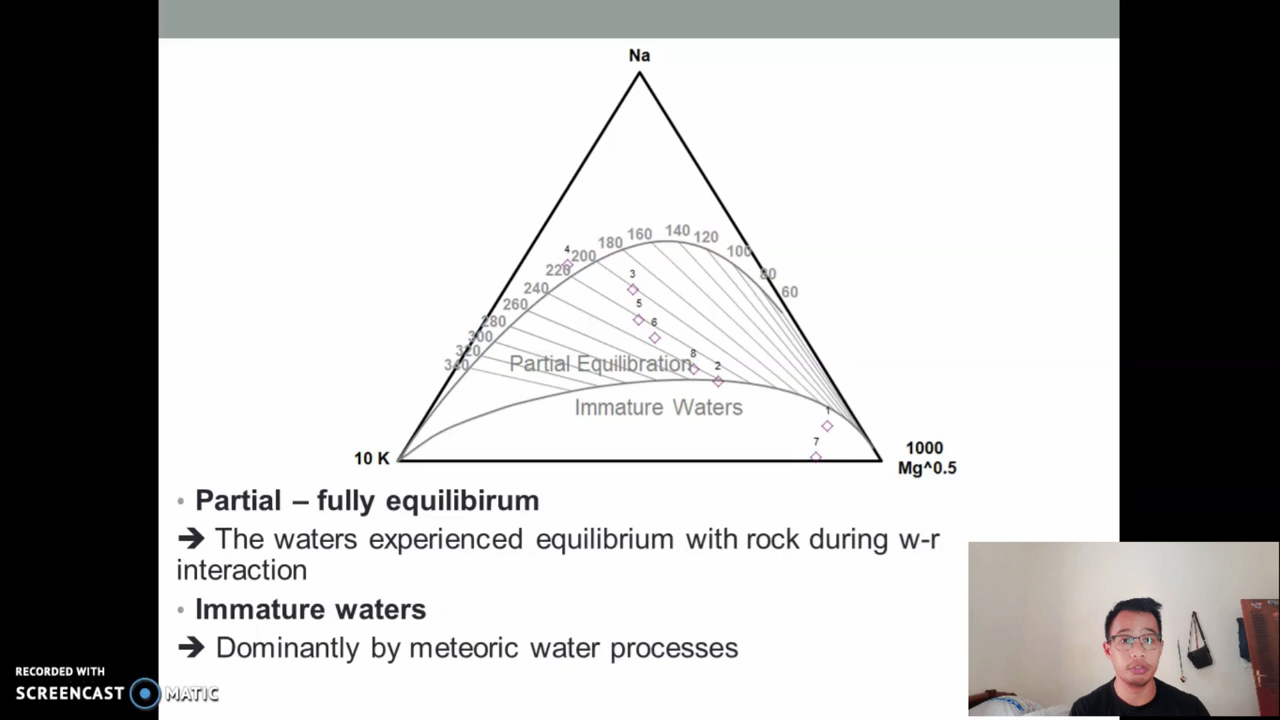 Na
160
140
120
180
100
4
200
220
3
80
240
60
260
5
280
6
300
320
8
340
Partial Equilibration
2
Immature Waters
1
7
10 K
1000
Mg^0.5
• Partial – fully equilibirum
➔ The waters experienced equilibrium with rock during w-r
interaction
• Immature waters
➔ Dominantly by meteoric water processes
RECORDED WITH
SCREENCAST MATIC